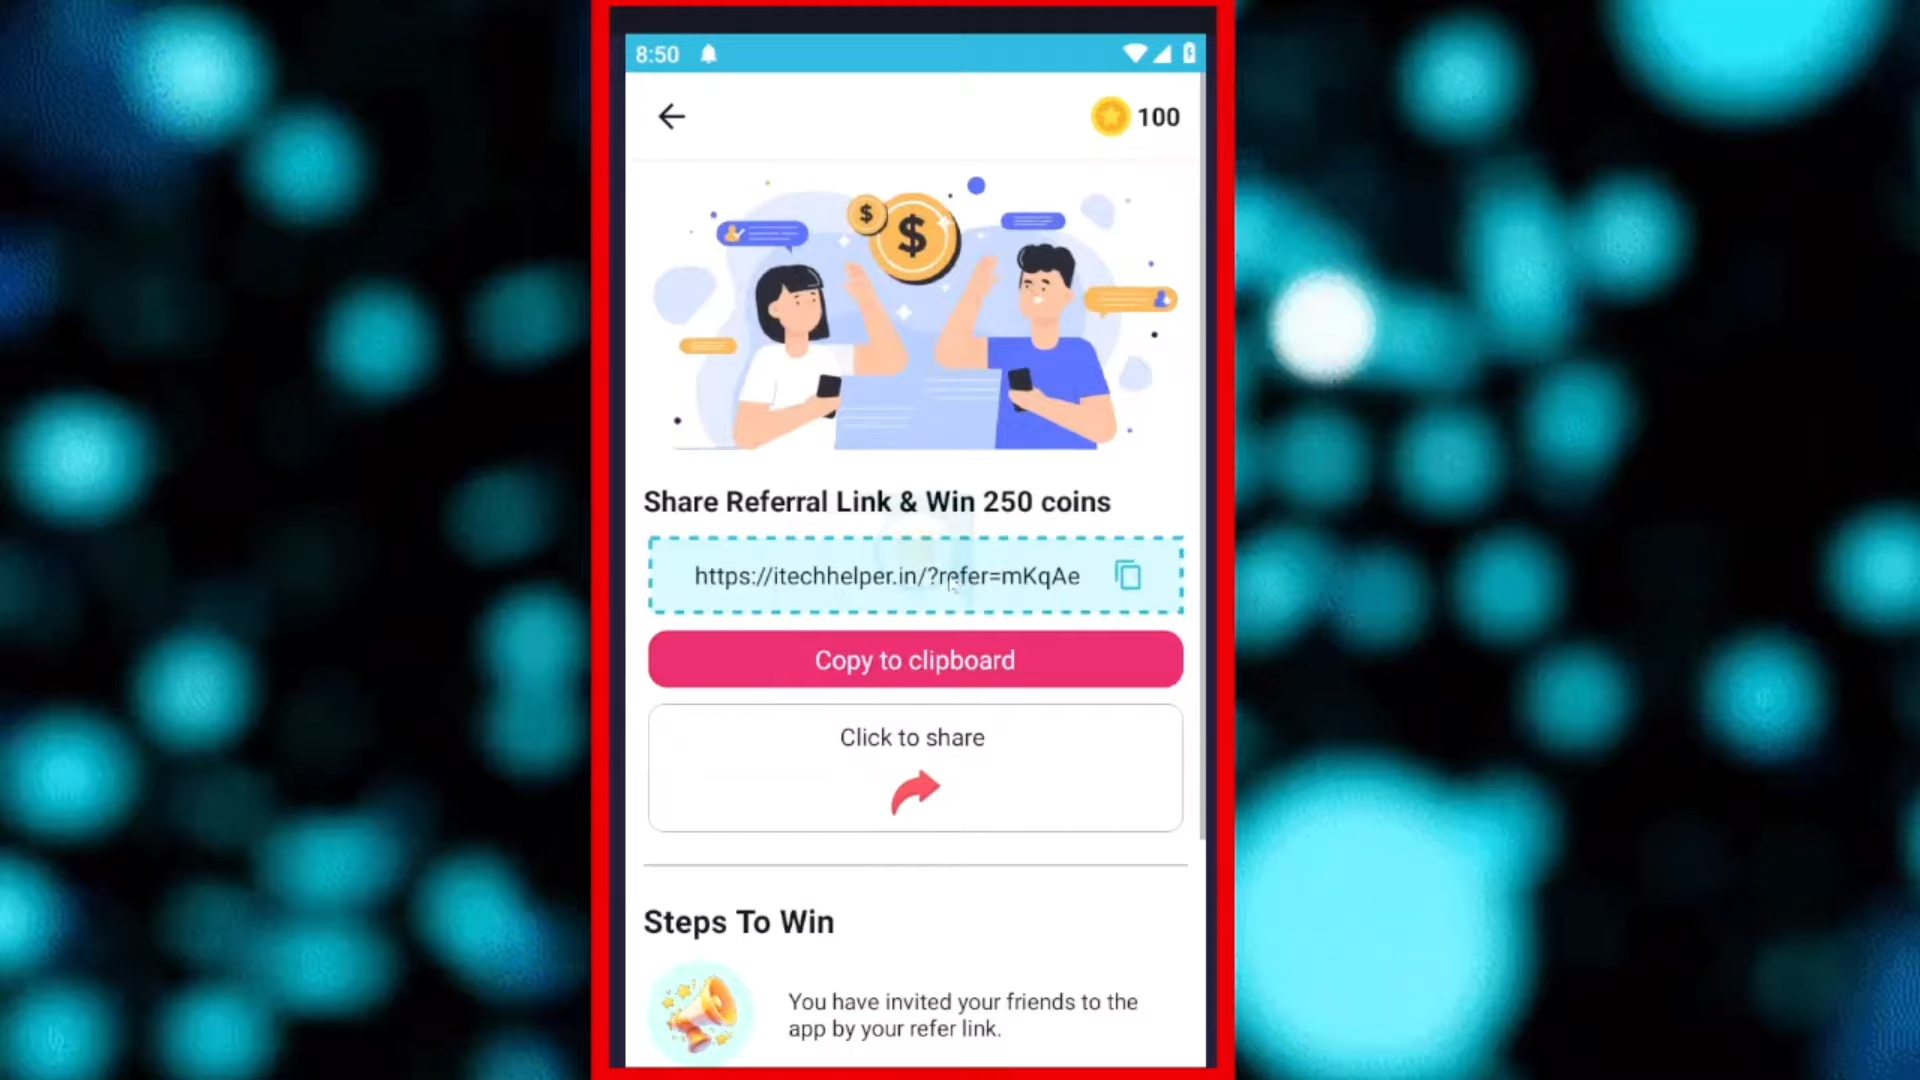 8:50
100
$
$
Share Referral Link & Win 250 coins
https://itechhelper.in/?refer=mKqAe
Copy to clipboard
Click to share
Steps To Win
You have invited your friends to the
app by your refer link.